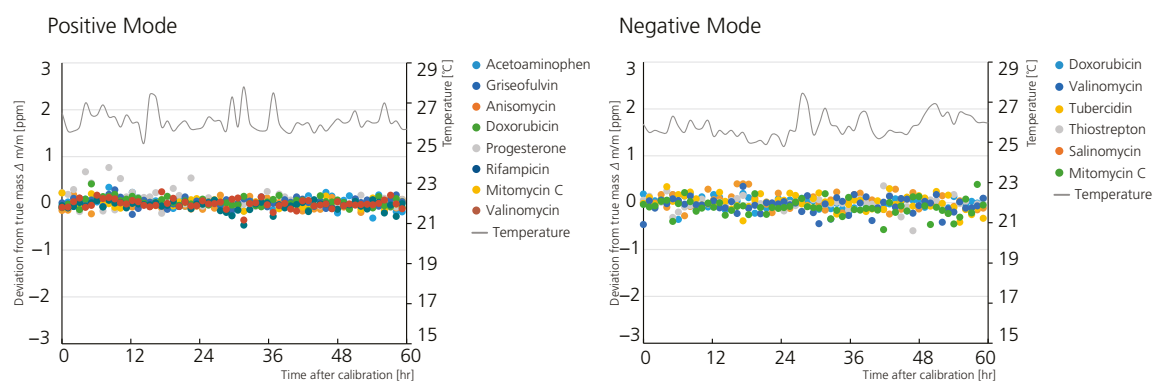 Positive Mode
3
2
1
0
−1
−2
−3
Deviation from true mass Δ m/n [ppm]
29
27
25
23
21
19
17
15
Temperature [℃]
0
12
24
36
48
60
Time after calibration [hr]
Acetoaminophen
Griseofulvin
Anisomycin
Doxorubicin
Progesterone
Rifampicin
Mitomycin C
Valinomycin
Temperature
Negative Mode
3
2
1
0
−1
−2
−3
Deviation from true mass Δ m/n [ppm]
29
27
25
23
21
19
17
15
Temperature [℃]
0
12
24
36
48
60
Time after calibration [hr]
Doxorubicin
Valinomycin
Tubercidin
Thiostrepton
Salinomycin
Mitomycin C
Temperature